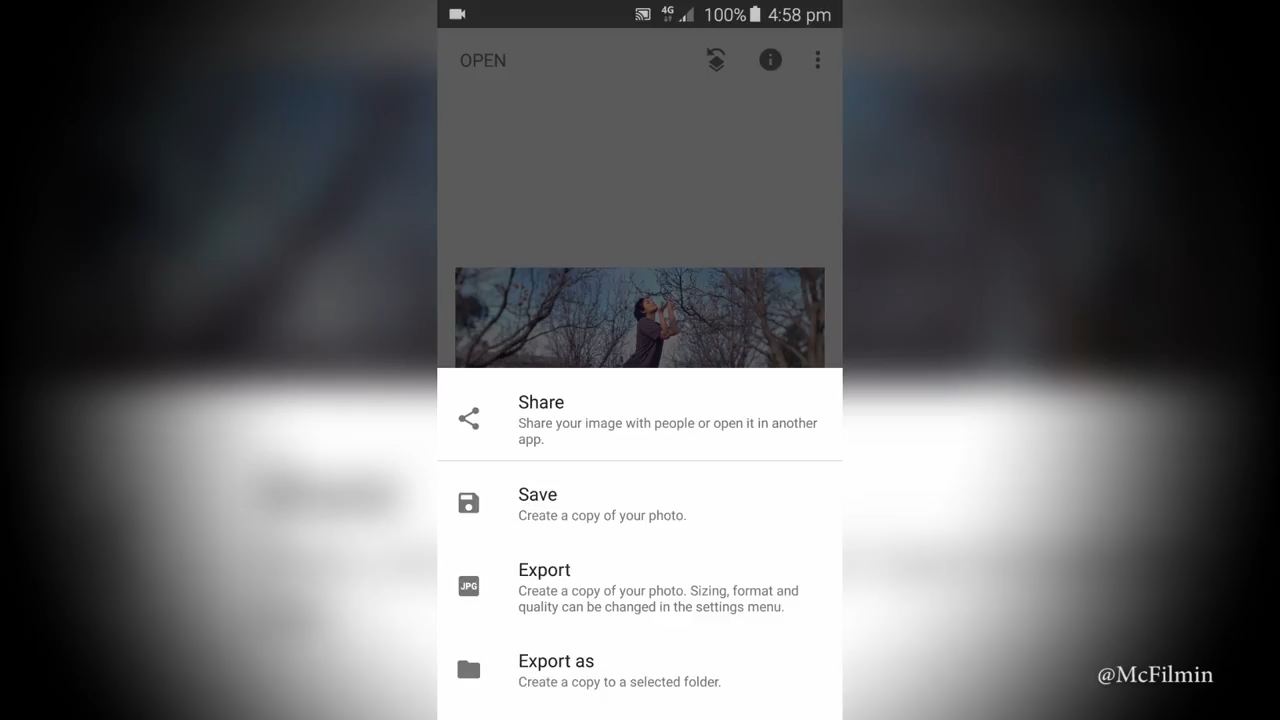 4G 100% 4:58 pm
OPEN
Share
Share your image with people or open it in another
app.
Save
Create a copy of your photo.
JPG
Export
Create a copy of your photo. Sizing, format and
quality can be changed in the settings menu.
Export as
Create a copy to a selected folder.
@McFilmin